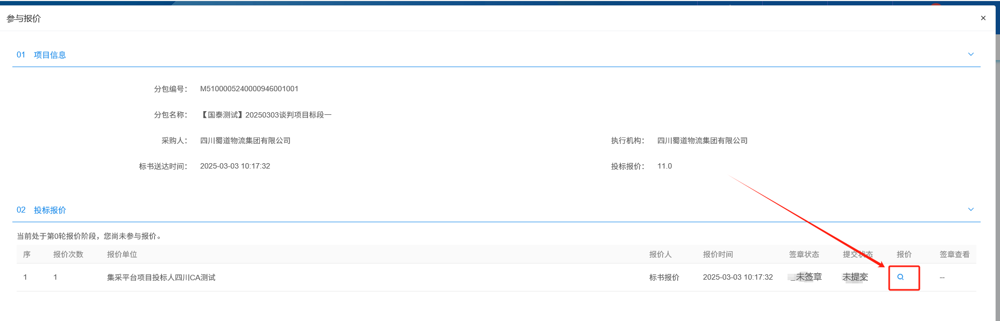 参与报价
01 项目信息
分包编号： M5100005240000946001001
分包名称： 【国泰测试】20250303谈判项目标段一
采购人： 四川蜀道物流集团有限公司 执行机构： 四川蜀道物流集团有限公司
标书送达时间： 2025-03-03 10:17:32 投标报价： 11.0
02 投标报价
当前处于第0轮报价阶段，您尚未参与报价。
序 报价次数 报价单位 报价人 报价时间 签章状态 提交状态 报价 签章查看
1 1 集采平台项目投标人四川CA测试 标书报价 2025-03-03 10:17:32 未签章 未提交 --